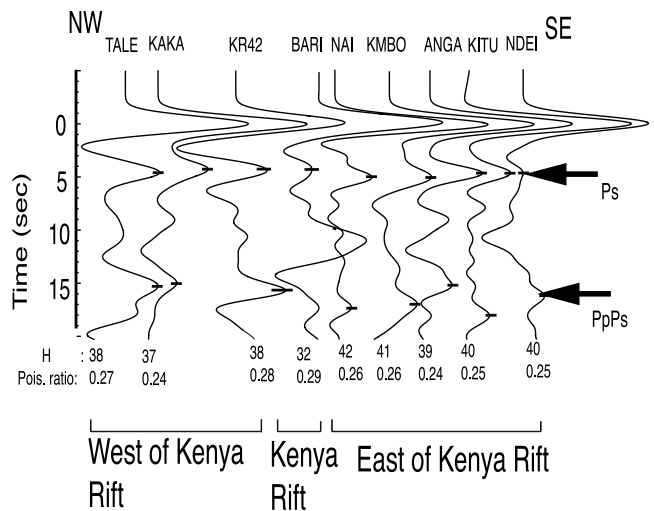 NW SE
TALE KAKA KR42 BARI NAI KMBO ANGA KITU NDEI
0
5
10
15
Time (sec)
Ps
PpPs
H : 38 37 38 32 42 41 39 40 40
Pois. ratio: 0.27 0.24 0.28 0.29 0.26 0.26 0.24 0.25 0.25
West of Kenya Rift
Kenya Rift
East of Kenya Rift